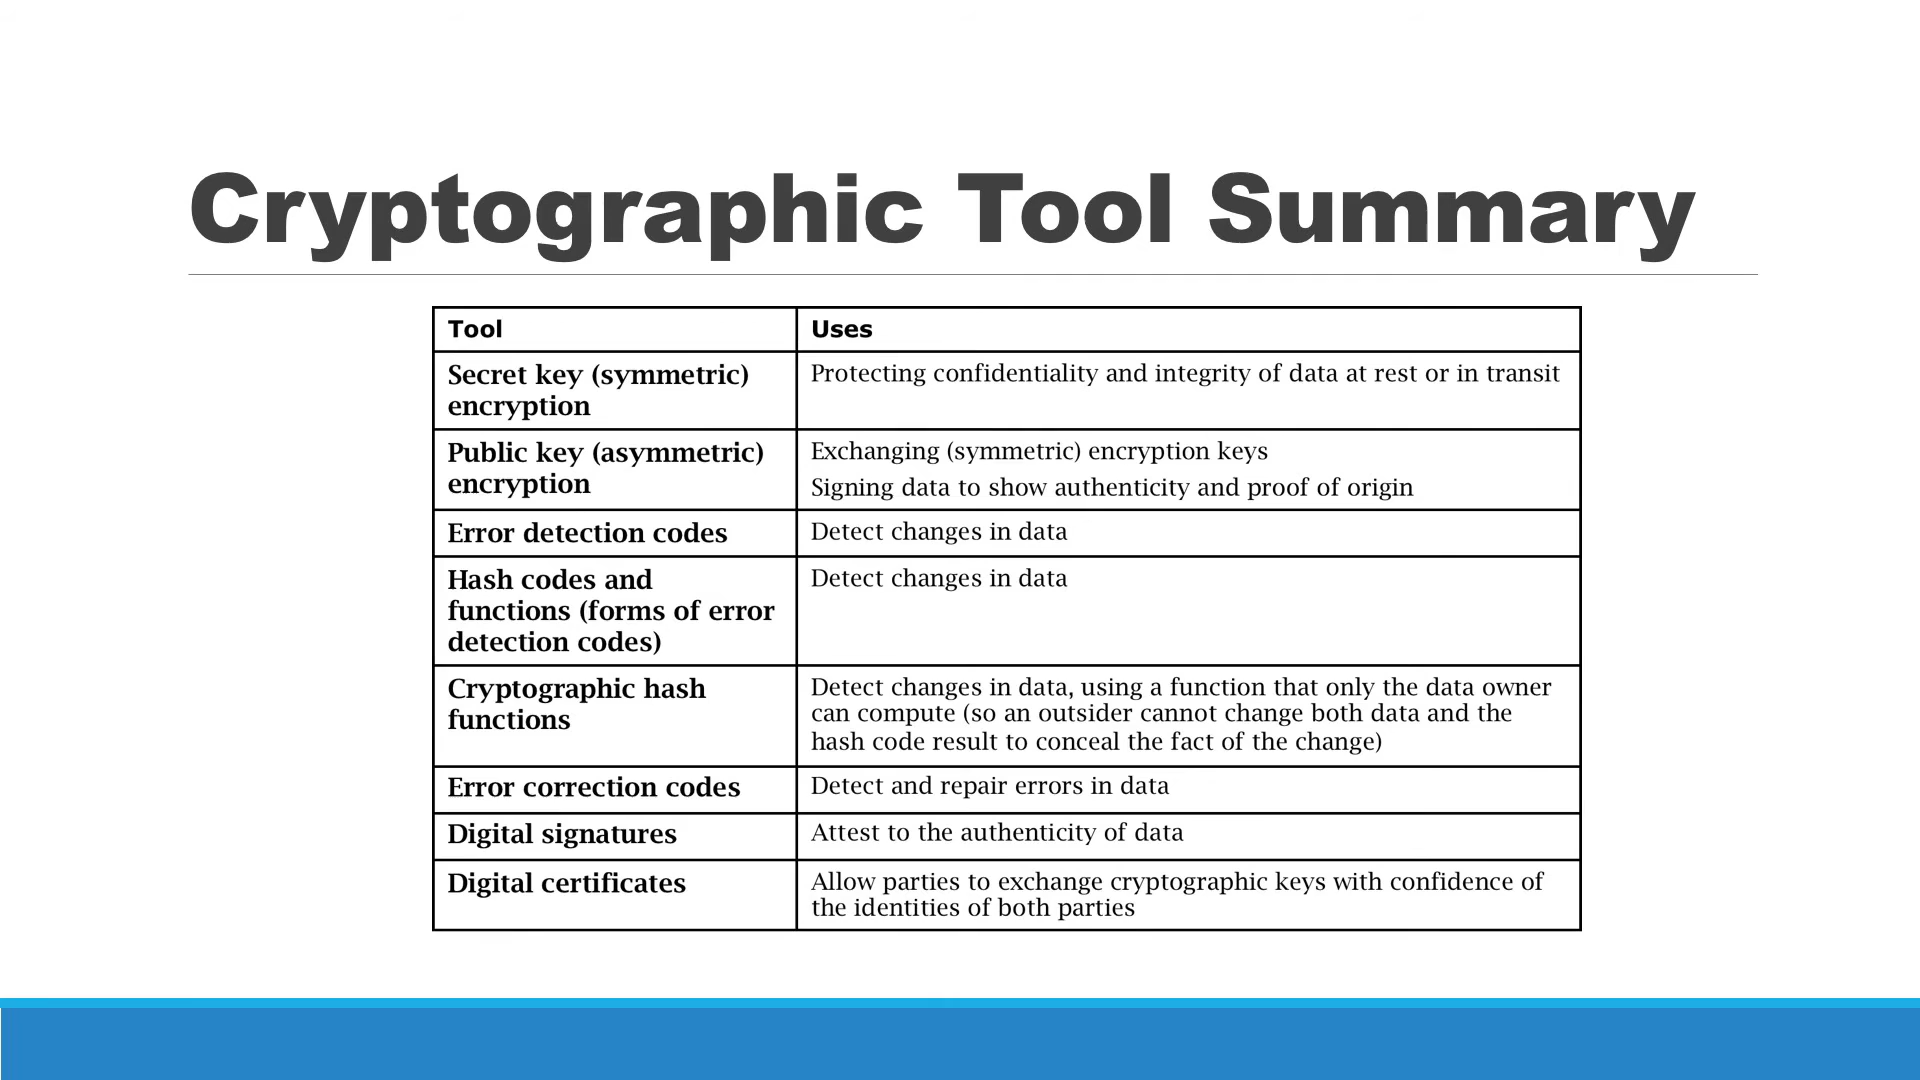 Cryptographic Tool Summary
Tool
Uses
Secret key (symmetric)
encryption
Protecting confidentiality and integrity of data at rest or in transit
Public key (asymmetric)
encryption
Exchanging (symmetric) encryption keys
Signing data to show authenticity and proof of origin
Error detection codes
Detect changes in data
Hash codes and
functions (forms of error
detection codes)
Detect changes in data
Cryptographic hash
functions
Detect changes in data, using a function that only the data owner
can compute (so an outsider cannot change both data and the
hash code result to conceal the fact of the change)
Error correction codes
Detect and repair errors in data
Digital signatures
Attest to the authenticity of data
Digital certificates
Allow parties to exchange cryptographic keys with confidence of
the identities of both parties